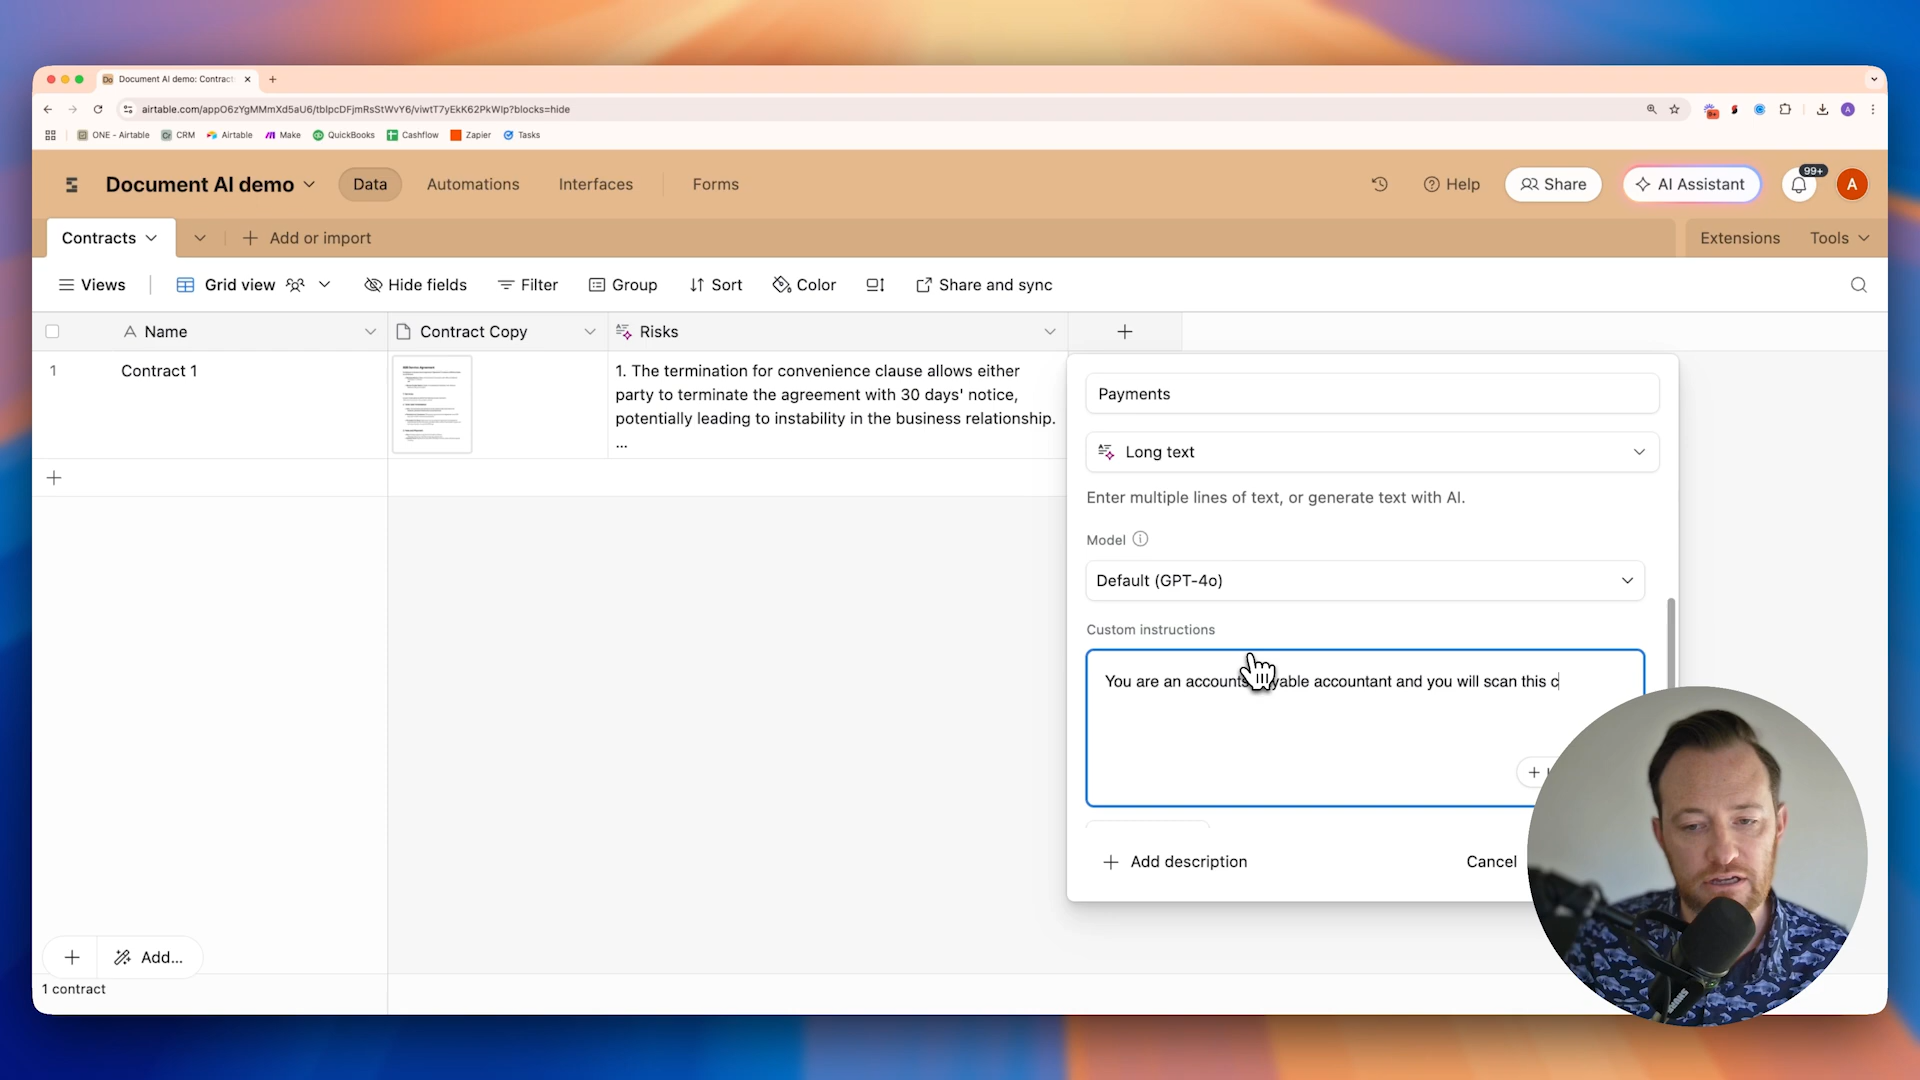 Document AI demo: Contract
airtable.com/appO6zYgMMmXd5aU6/tblpcDFjmRsStWvY6/viwtT7yEkK62PkWlp?blocks=hide
ONE - Airtable CRM Airtable Make QuickBooks Cashflow Zapier Tasks
Document AI demo Data Automations Interfaces Forms Help Share AI Assistant 99+ A
Contracts Add or import Extensions Tools
Views Grid view Hide fields Filter Group Sort Color Share and sync
Name Contract Copy Risks
1 Contract 1
1. The termination for convenience clause allows either
party to terminate the agreement with 30 days' notice,
potentially leading to instability in the business relationship.
...
Payments
Long text
Enter multiple lines of text, or generate text with AI.
Model
Default (GPT-4o)
Custom instructions
You are an accounts yable accountant and you will scan this c
Add description Cancel
Add...
1 contract